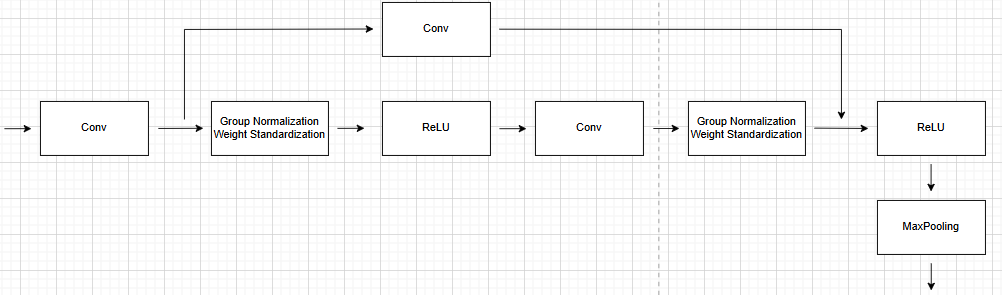 Conv
Conv
Group Normalization
Weight Standardization
ReLU
Conv
Group Normalization
Weight Standardization
ReLU
MaxPooling